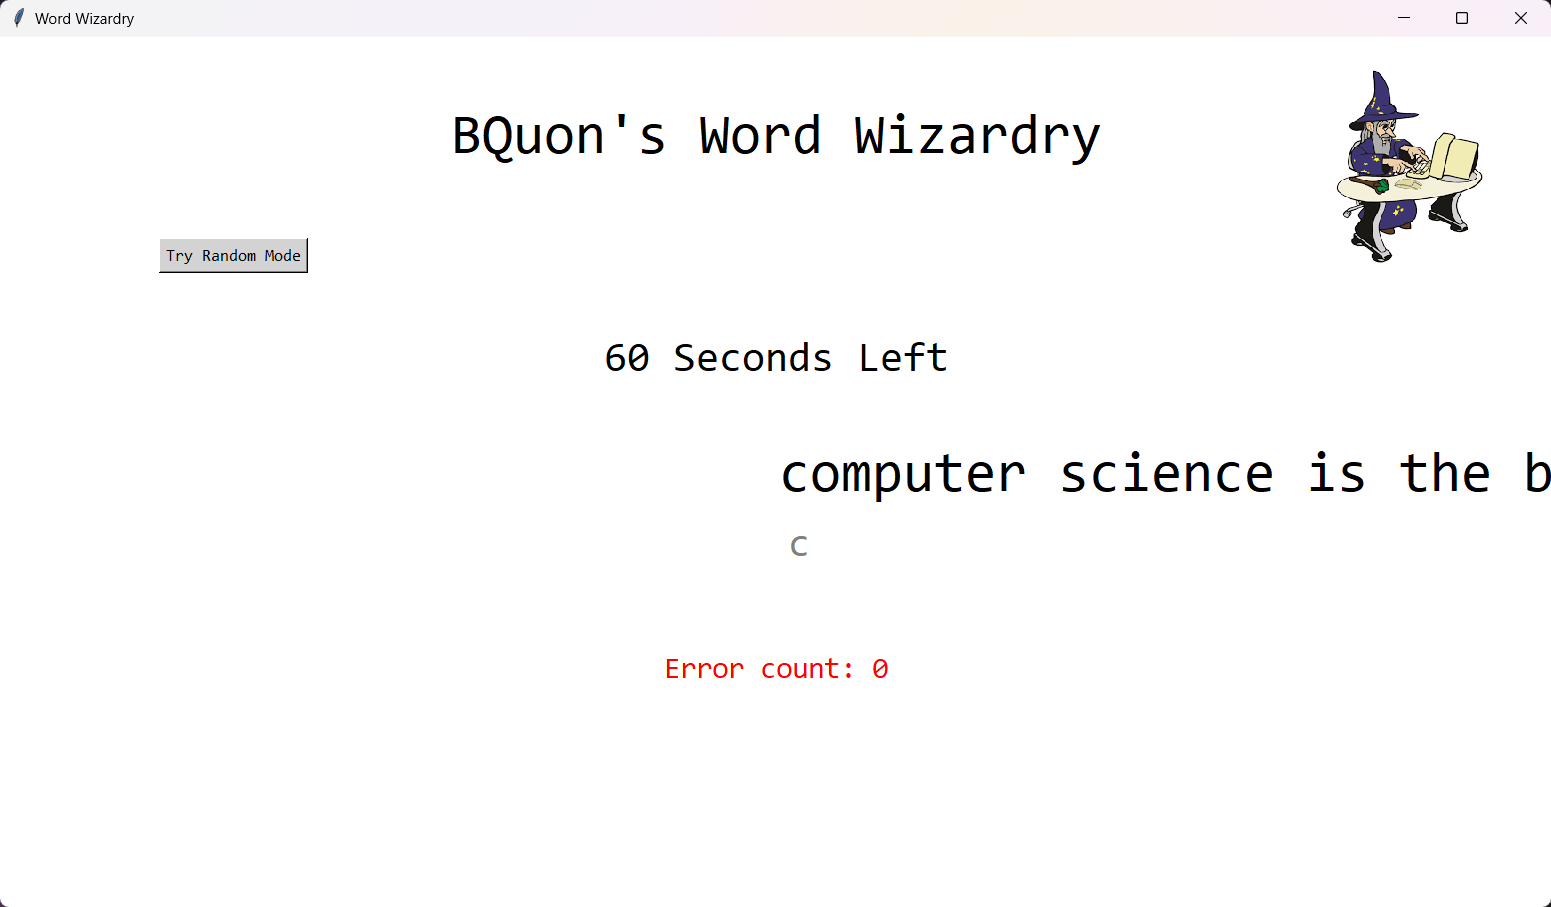 Word Wizardry
BQuon's Word Wizardry
Try Random Mode
60 Seconds Left
computer science is the b
c
Error count: 0